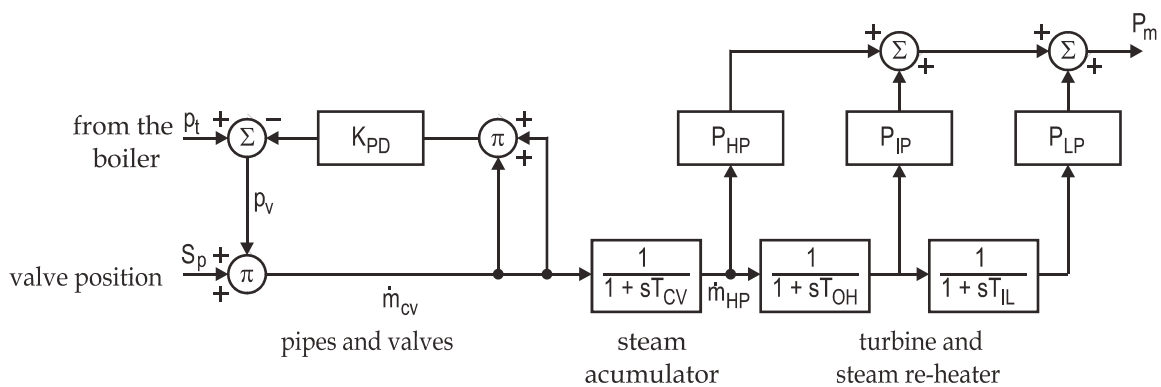 +
Σ
+
+
Σ
+
P_m
from the
boiler
p_t
+
Σ
−
K_PD
π
+
+
P_HP
P_IP
P_LP
p_v
valve position
S_p
+
π
+
ṁ_cv
1
1 + sT_CV
ṁ_HP
1
1 + sT_OH
1
1 + sT_IL
pipes and valves
steam
acumulator
turbine and
steam re-heater